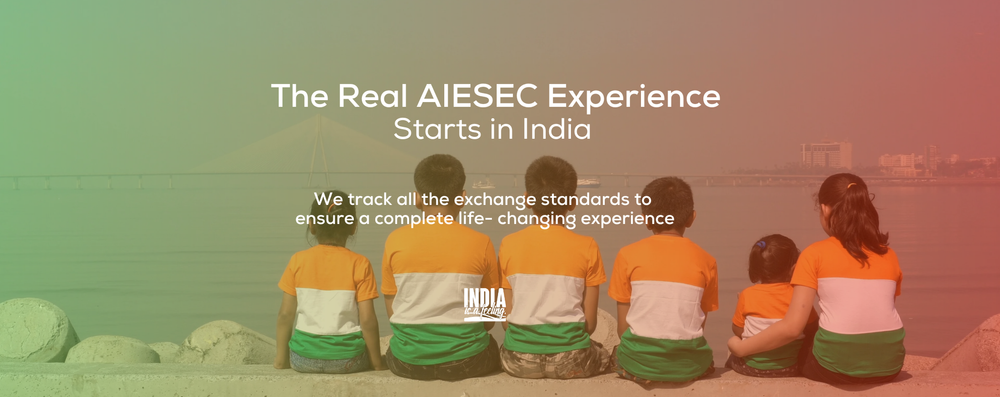 The Real AIESEC Experience
Starts in India
We track all the exchange standards to
ensure a complete life- changing experience
INDIA
is a feeling.